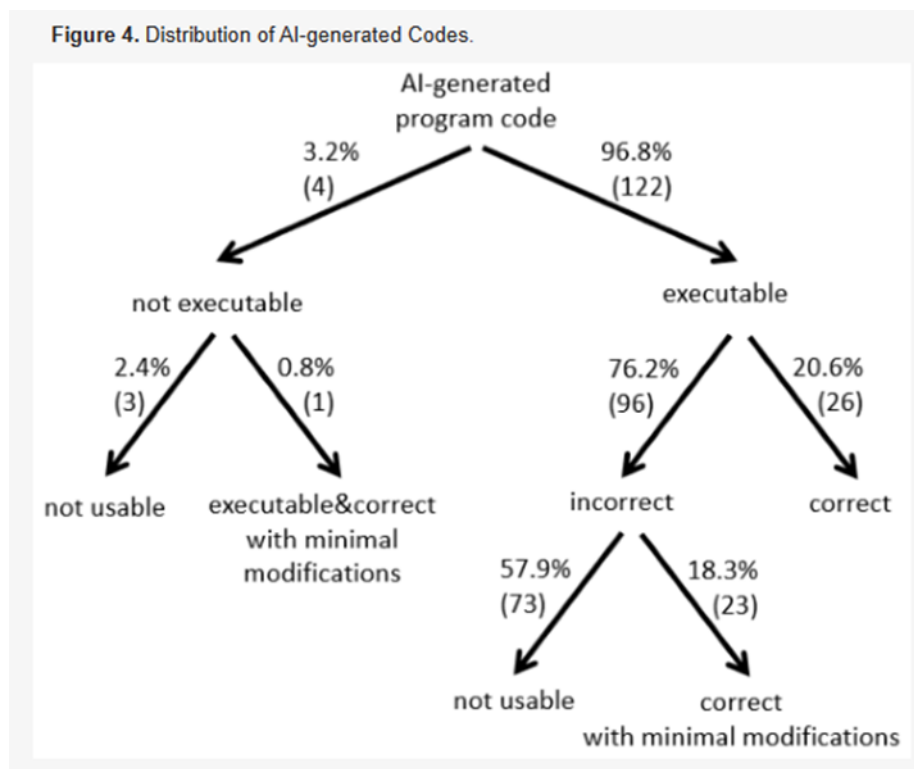 Figure 4. Distribution of AI-generated Codes.
AI-generated
program code
3.2%
(4)
96.8%
(122)
not executable
executable
2.4%
(3)
0.8%
(1)
76.2%
(96)
20.6%
(26)
not usable
executable&correct
with minimal
modifications
incorrect
correct
57.9%
(73)
18.3%
(23)
not usable
correct
with minimal modifications